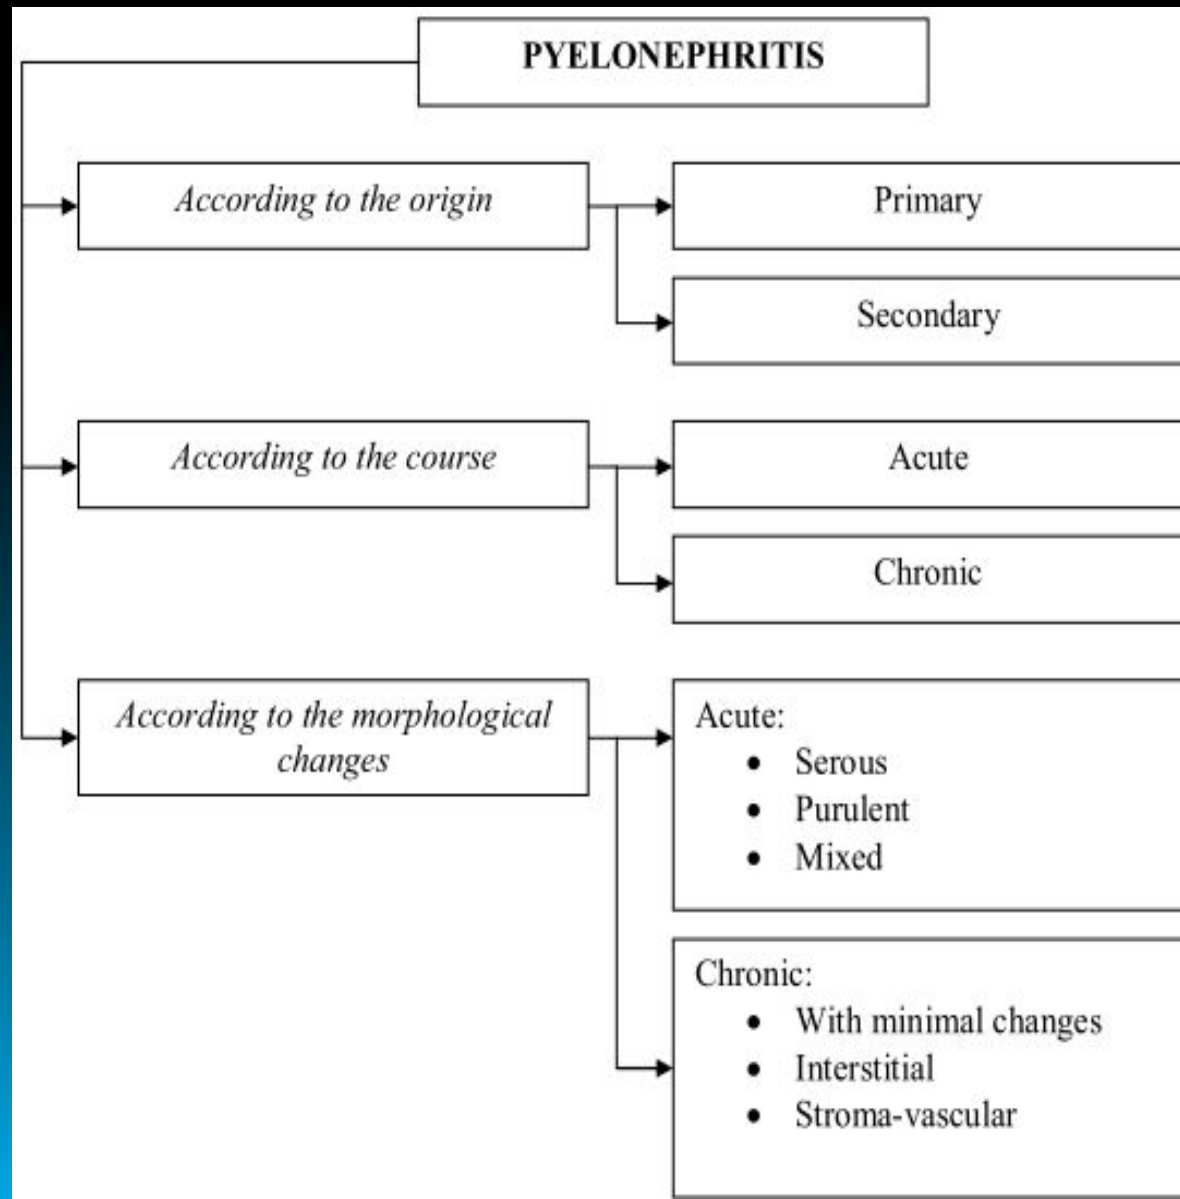 PYELONEPHRITIS
According to the origin
Primary
Secondary
According to the course
Acute
Chronic
According to the morphological
changes
Acute:
• Serous
• Purulent
• Mixed
Chronic:
• With minimal changes
• Interstitial
• Stroma-vascular